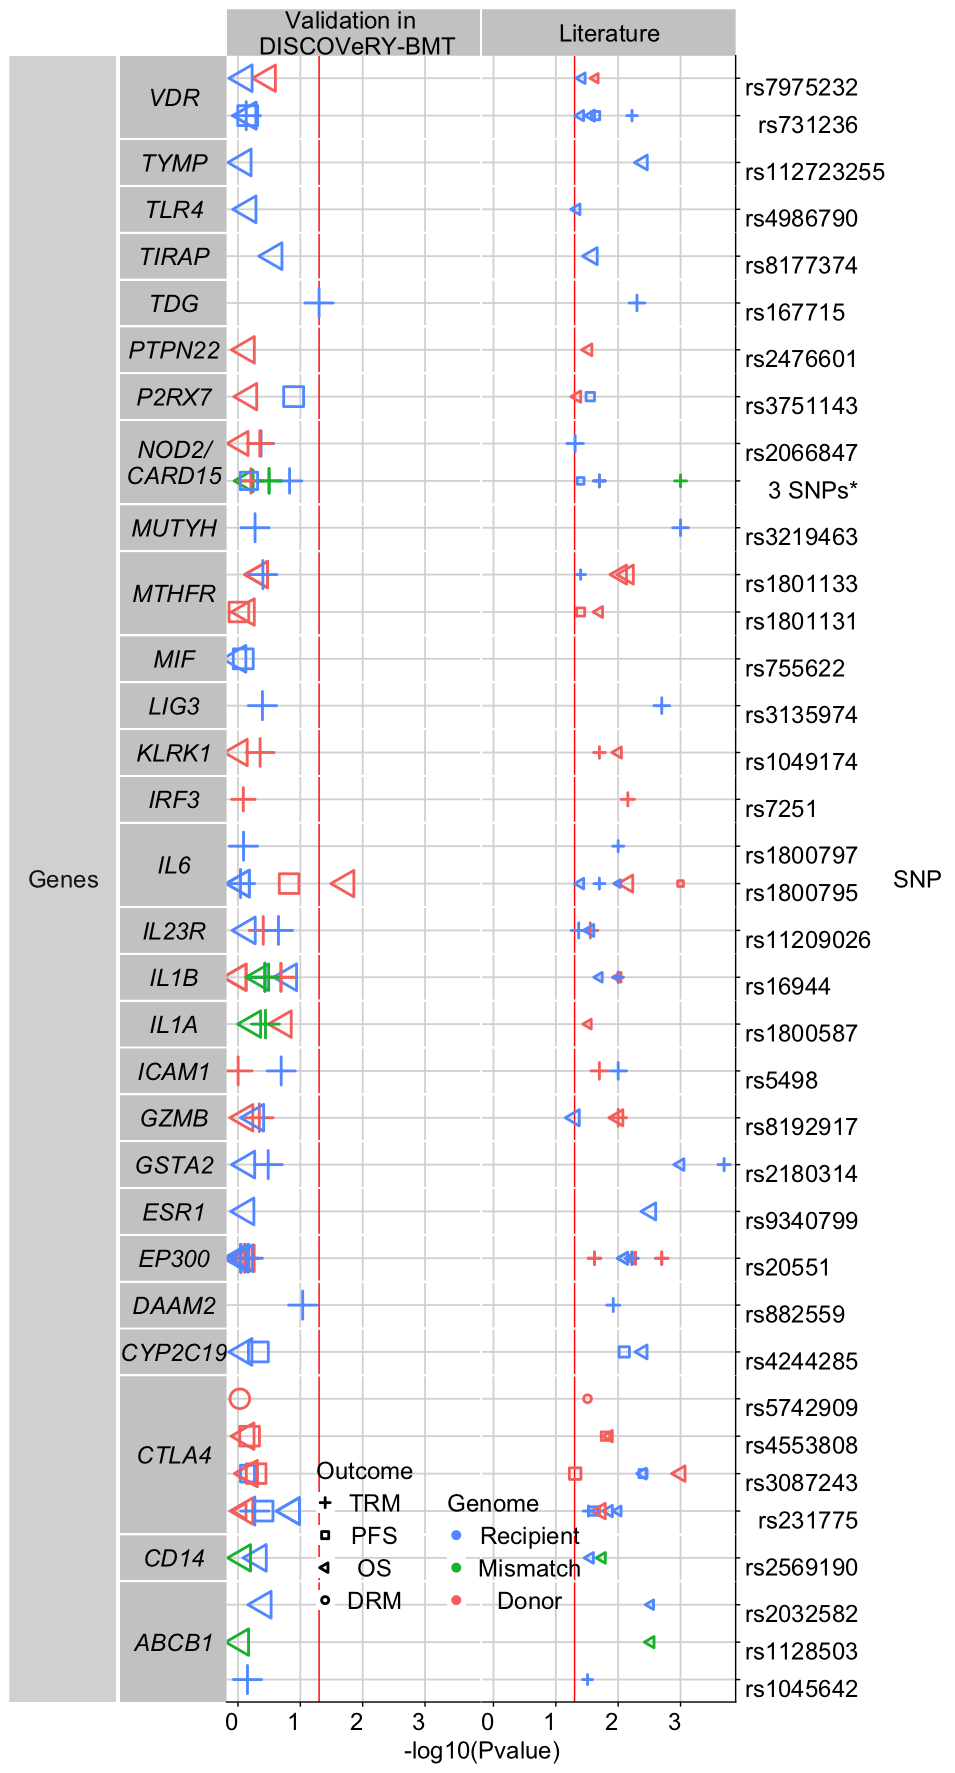 Validation in
DISCOVeRY-BMT
Literature
Genes
SNP
VDR
rs7975232
rs731236
TYMP
rs112723255
TLR4
rs4986790
TIRAP
rs8177374
TDG
rs167715
PTPN22
rs2476601
P2RX7
rs3751143
NOD2/
CARD15
rs2066847
3 SNPs*
MUTYH
rs3219463
MTHFR
rs1801133
rs1801131
MIF
rs755622
LIG3
rs3135974
KLRK1
rs1049174
IRF3
rs7251
IL6
rs1800797
rs1800795
IL23R
rs11209026
IL1B
rs16944
IL1A
rs1800587
ICAM1
rs5498
GZMB
rs8192917
GSTA2
rs2180314
ESR1
rs9340799
EP300
rs20551
DAAM2
rs882559
CYP2C19
rs4244285
CTLA4
rs5742909
rs4553808
rs3087243
rs231775
CD14
rs2569190
ABCB1
rs2032582
rs1128503
rs1045642
Outcome
TRM
PFS
OS
DRM
Genome
Recipient
Mismatch
Donor
0 1 2 3 0 1 2 3
-log10(Pvalue)